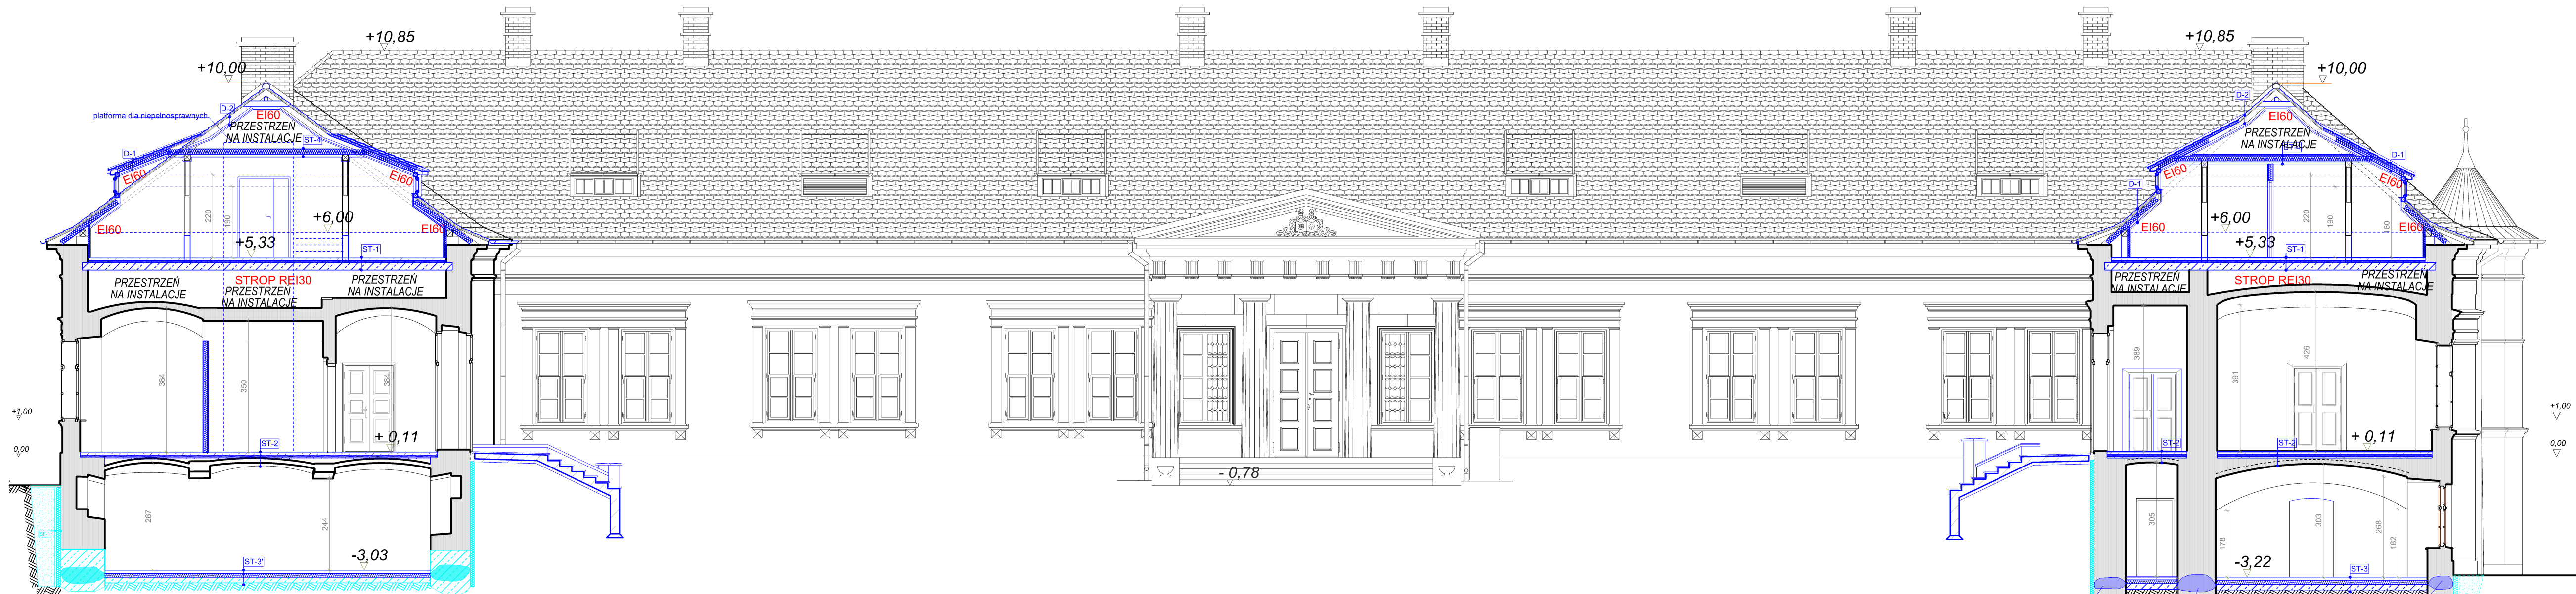 +10,85
+10,85
+10,00
+10,00
D-2
platforma dla niepełnosprawnych
EI60
PRZESTRZEŃ
NA INSTALACJE
ST-4
D-1
EI60
EI60
220
190
+6,00
EI60
EI60
+5,33
ST-1
PRZESTRZEŃ
NA INSTALACJE
STROP REI30
PRZESTRZEŃ
NA INSTALACJE
PRZESTRZEŃ
NA INSTALACJE
384
350
384
+1,00
0,00
+ 0,11
ST-2
287
244
-3,03
ST-3'
- 0,78
D-2
EI60
PRZESTRZEŃ
NA INSTALACJE
D-1
EI60
EI60
D-1
220
190
160
+6,00
EI60
EI60
+5,33
ST-1
PRZESTRZEŃ
NA INSTALACJE
STROP REI30
PRZESTRZEŃ
NA INSTALACJE
389
426
391
+1,00
0,00
+ 0,11
ST-2
ST-2
305
303
268
178
182
-3,22
ST-3